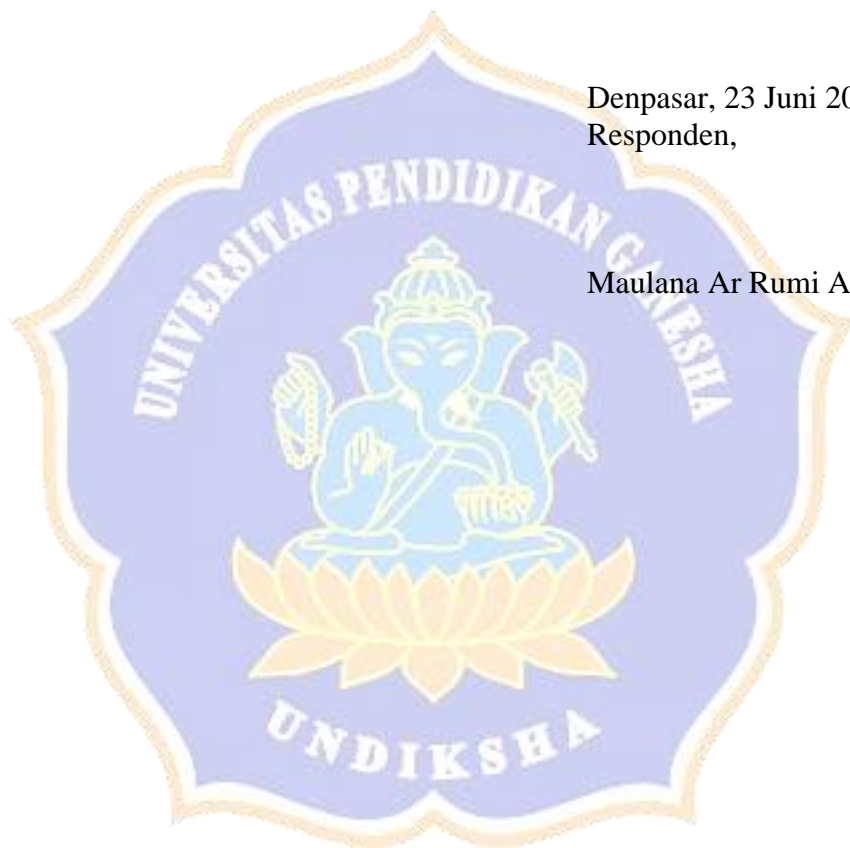 Denpasar, 23 Juni 20
Responden,
UNIVERSITAS PENDIDIKAN GANESHA
Maulana Ar Rumi A
UNDIKSHA